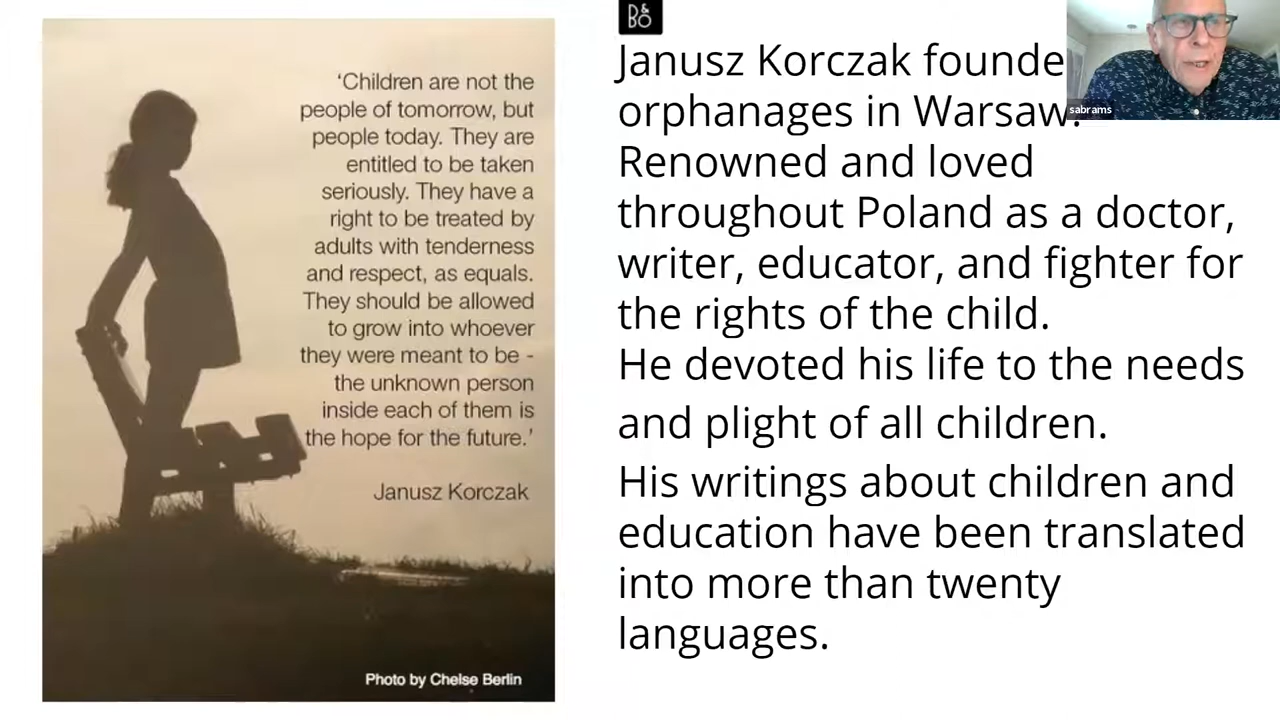 ‘Children are not the
people of tomorrow, but
people today. They are
entitled to be taken
seriously. They have a
right to be treated by
adults with tenderness
and respect, as equals.
They should be allowed
to grow into whoever
they were meant to be -
the unknown person
inside each of them is
the hope for the future.’
Janusz Korczak
Photo by Chelse Berlin
B&O
Janusz Korczak founde
orphanages in Warsaw.
Renowned and loved
throughout Poland as a doctor,
writer, educator, and fighter for
the rights of the child.
He devoted his life to the needs
and plight of all children.
His writings about children and
education have been translated
into more than twenty
languages.
sabrams